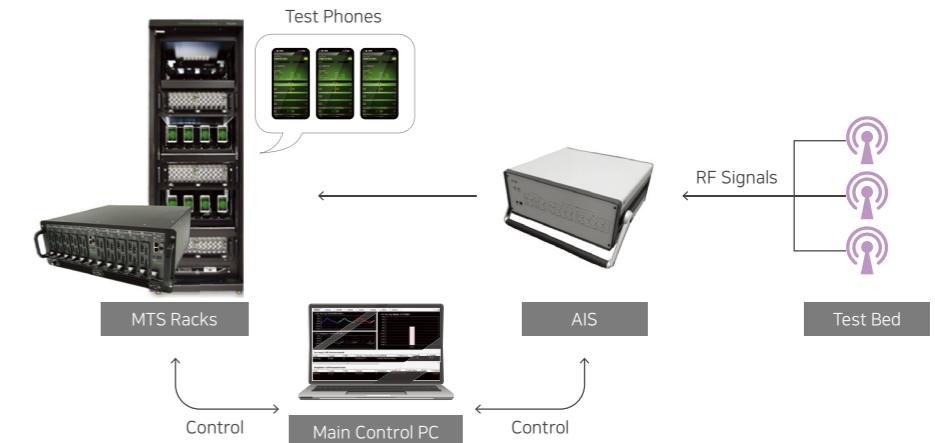 Test Phones
RF Signals
MTS Racks
AIS
Test Bed
Control
Main Control PC
Control